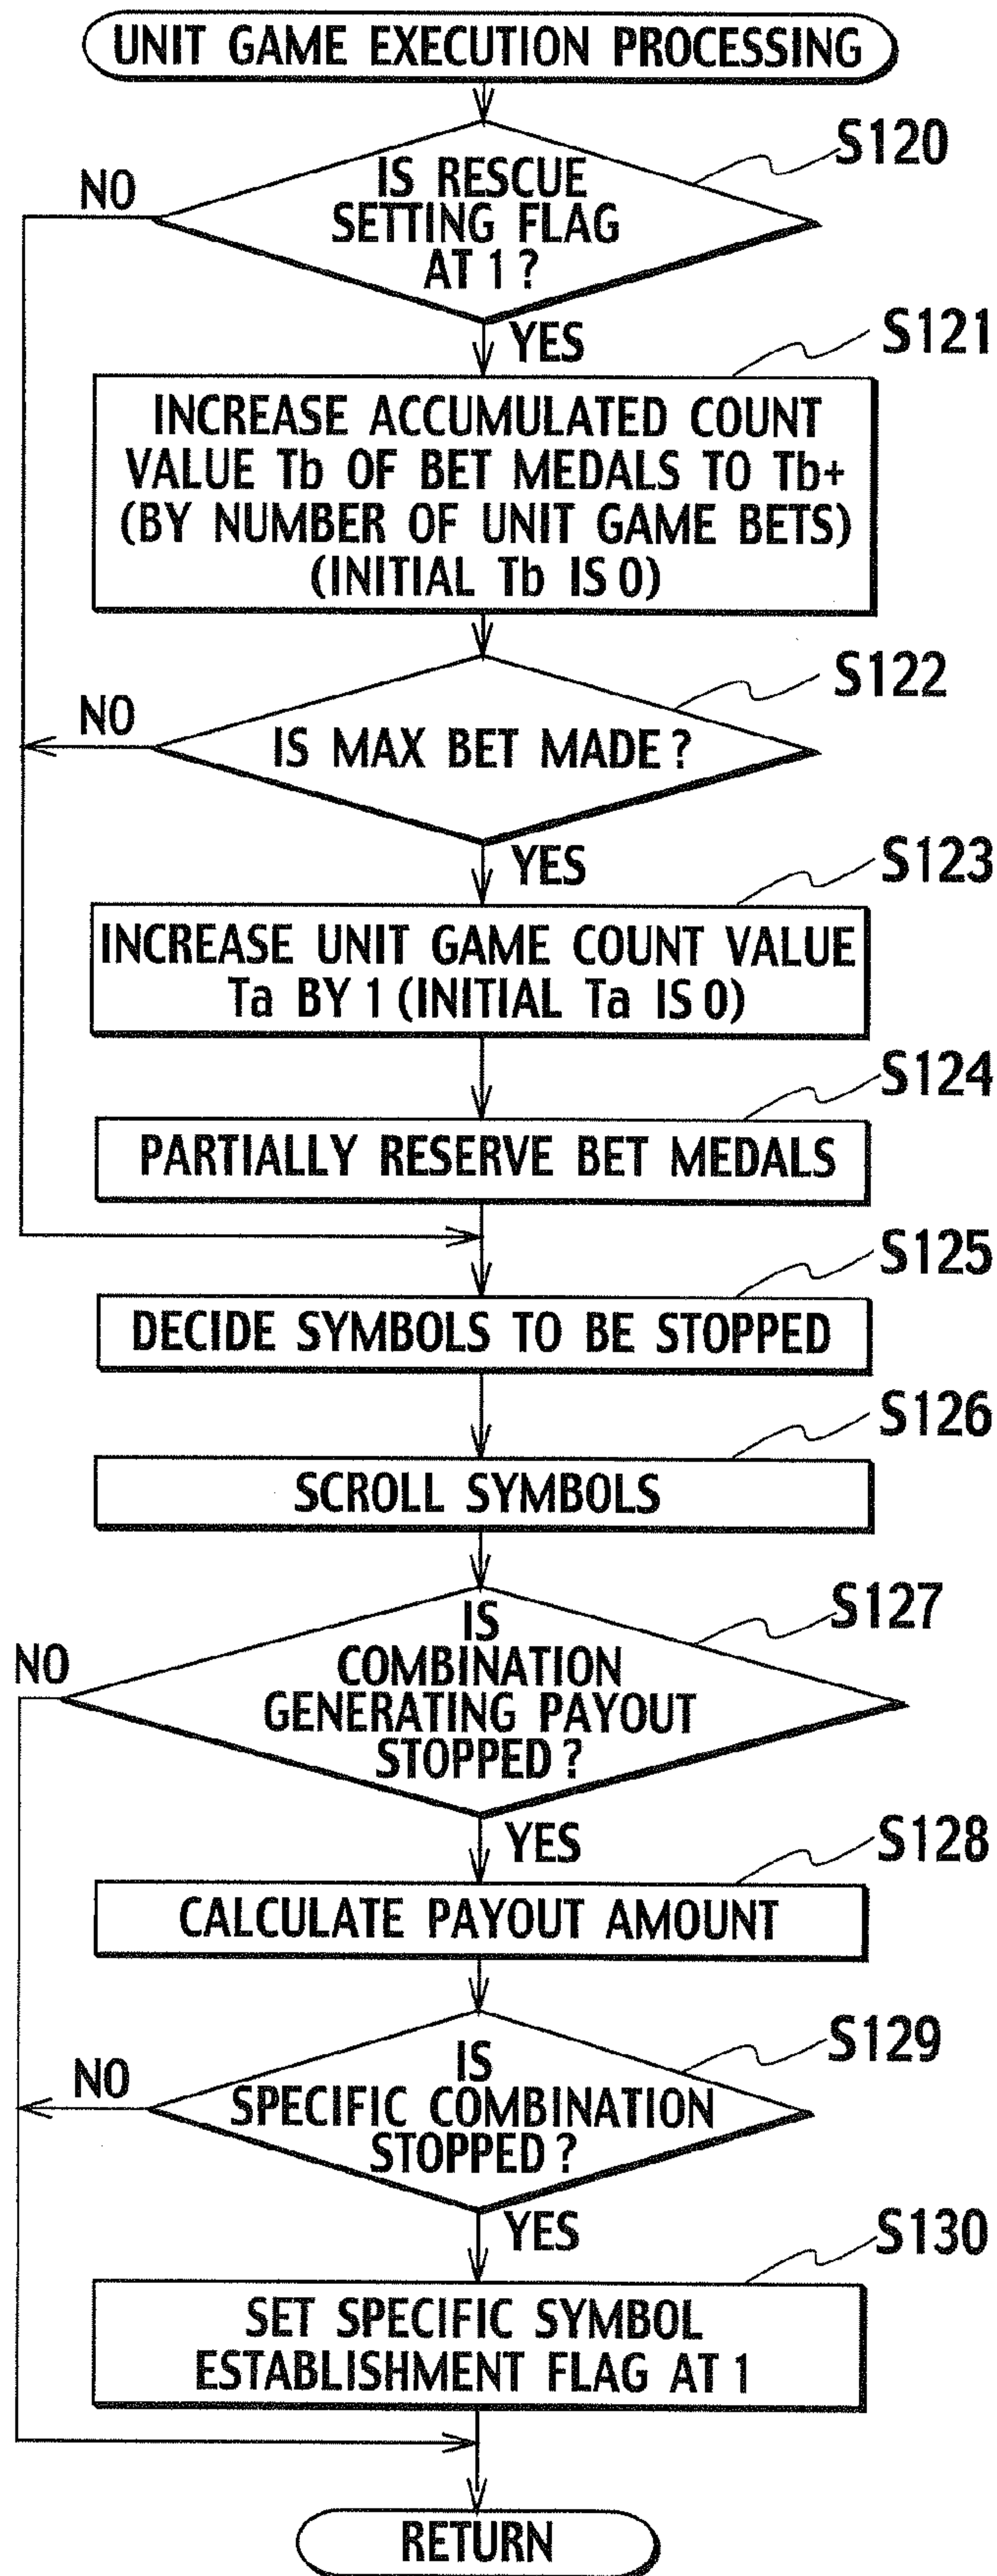 UNIT GAME EXECUTION PROCESSING
S120
NO
IS RESCUE
SETTING FLAG
AT 1?
YES
S121
INCREASE ACCUMULATED COUNT
VALUE Tb OF BET MEDALS TO Tb+
(BY NUMBER OF UNIT GAME BETS)
(INITIAL Tb IS 0)
S122
NO
IS MAX BET MADE?
YES
S123
INCREASE UNIT GAME COUNT VALUE
Ta BY 1 (INITIAL Ta IS 0)
S124
PARTIALLY RESERVE BET MEDALS
S125
DECIDE SYMBOLS TO BE STOPPED
S126
SCROLL SYMBOLS
S127
NO
IS
COMBINATION
GENERATING PAYOUT
STOPPED?
YES
S128
CALCULATE PAYOUT AMOUNT
S129
NO
IS
SPECIFIC COMBINATION
STOPPED?
YES
S130
SET SPECIFIC SYMBOL
ESTABLISHMENT FLAG AT 1
RETURN